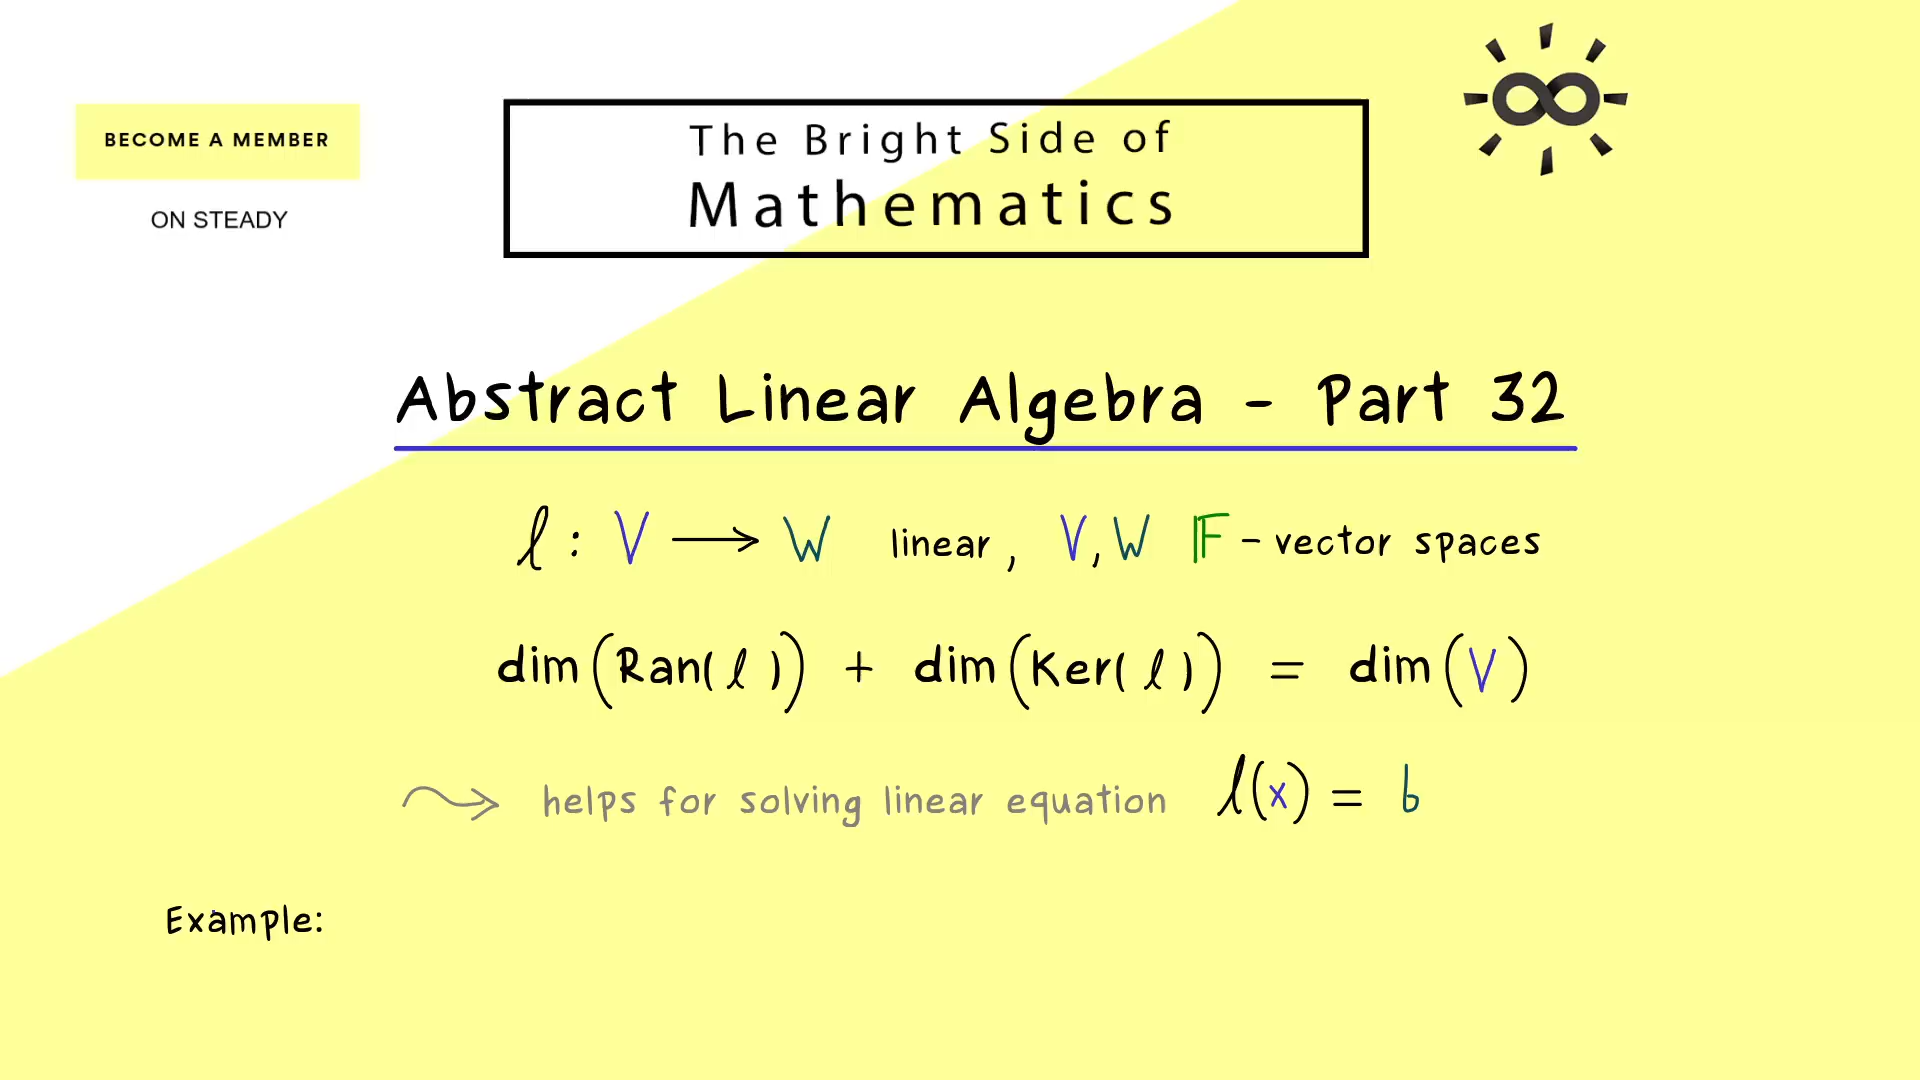 BECOME A MEMBER
ON STEADY
The Bright Side of
Mathematics
Abstract Linear Algebra - Part 32
ℓ : V ⟶ W linear, V, W 𝔽 - vector spaces
dim(Ran(ℓ)) + dim(Ker(ℓ)) = dim(V)
⇝ helps for solving linear equation ℓ(x) = b
Example: